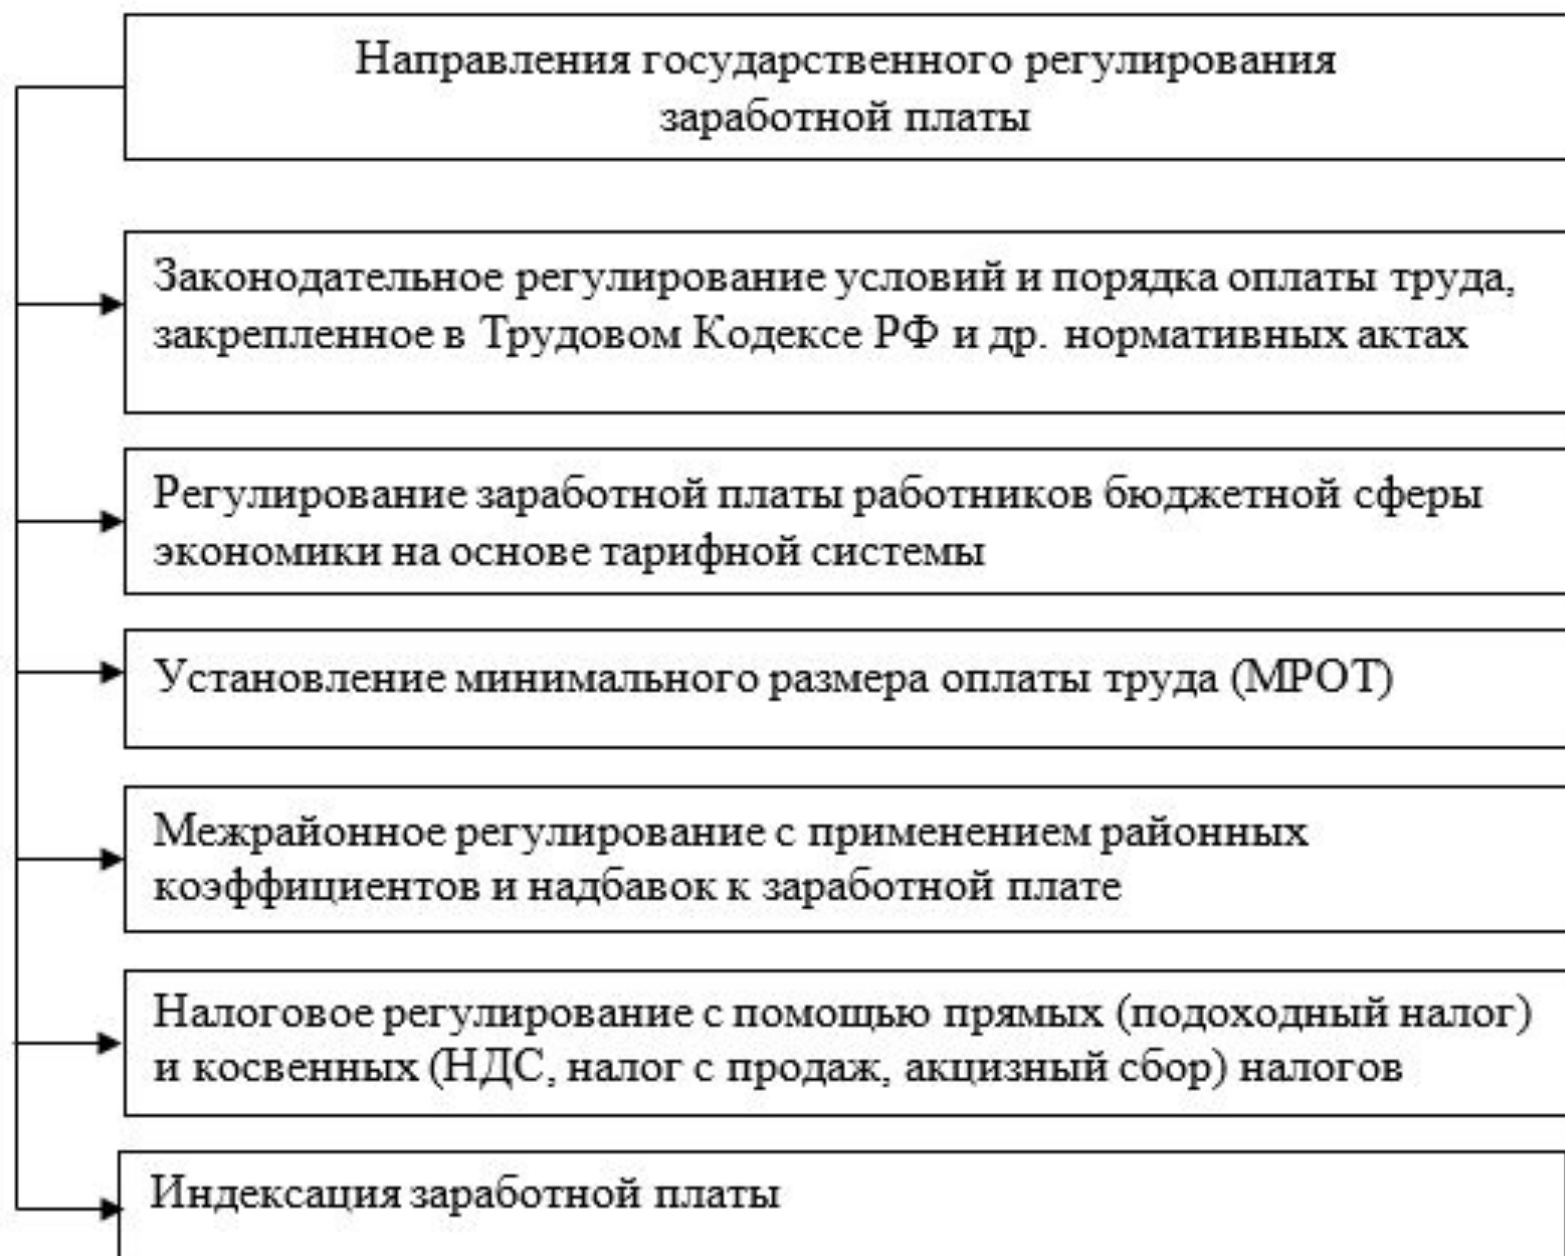 Направления государственного регулирования
заработной платы
Законодательное регулирование условий и порядка оплаты труда,
закрепленное в Трудовом Кодексе РФ и др. нормативных актах
Регулирование заработной платы работников бюджетной сферы
экономики на основе тарифной системы
Установление минимального размера оплаты труда (МРОТ)
Межрайонное регулирование с применением районных
коэффициентов и надбавок к заработной плате
Налоговое регулирование с помощью прямых (подоходный налог)
и косвенных (НДС, налог с продаж, акцизный сбор) налогов
Индексация заработной платы